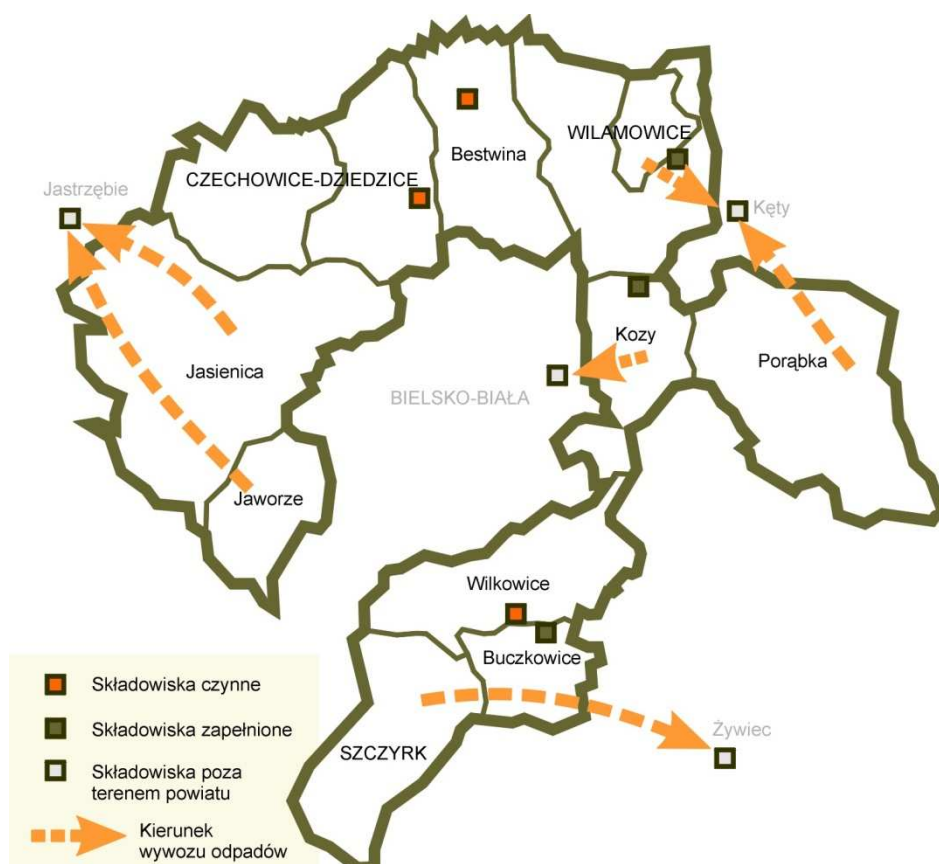 WILAMOWICE
Bestwina
CZECHOWICE-DZIEDZICE
Jastrzębie
Kęty
Kozy
Porąbka
Jasienica
BIELSKO-BIAŁA
Jaworze
Wilkowice
Buczkowice
SZCZYRK
Żywiec
Składowiska czynne
Składowiska zapełnione
Składowiska poza
terenem powiatu
Kierunek
wywozu odpadów